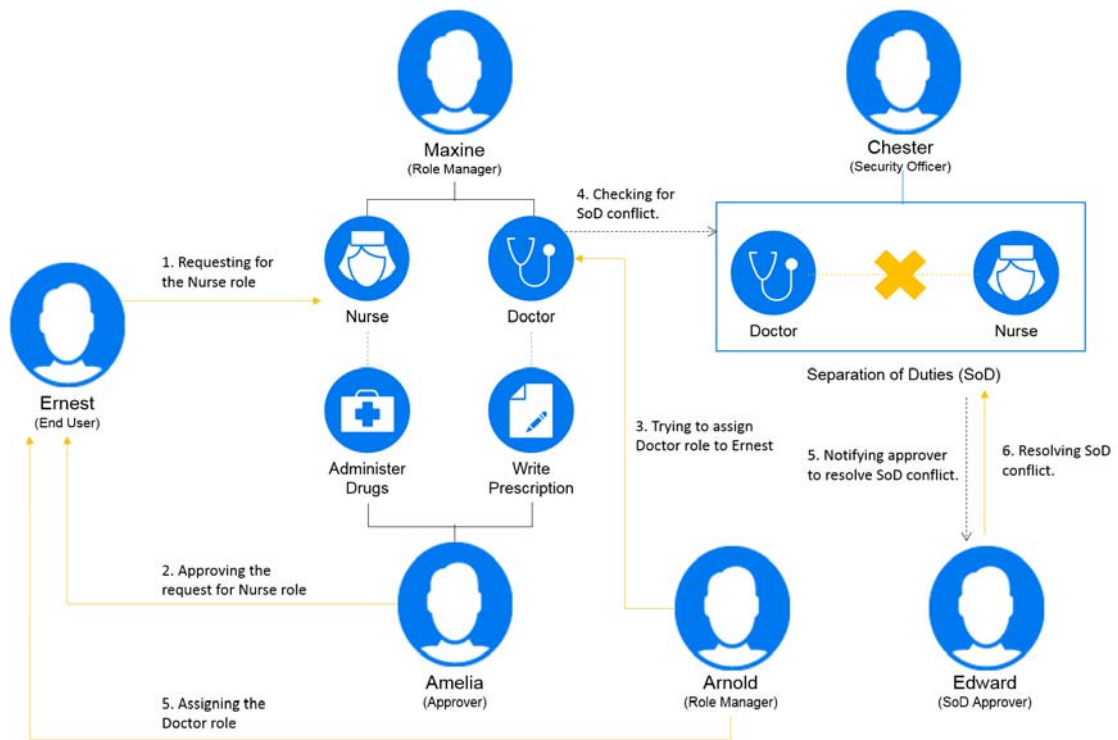 Maxine
(Role Manager)
Chester
(Security Officer)
4. Checking for
SoD conflict.
1. Requesting for
the Nurse role
Nurse
Doctor
Doctor
Nurse
Separation of Duties (SoD)
Ernest
(End User)
Administer
Drugs
Write
Prescription
3. Trying to assign
Doctor role to Ernest
5. Notifying approver
to resolve SoD conflict.
6. Resolving SoD
conflict.
2. Approving the
request for Nurse role
Amelia
(Approver)
Arnold
(Role Manager)
Edward
(SoD Approver)
5. Assigning the
Doctor role